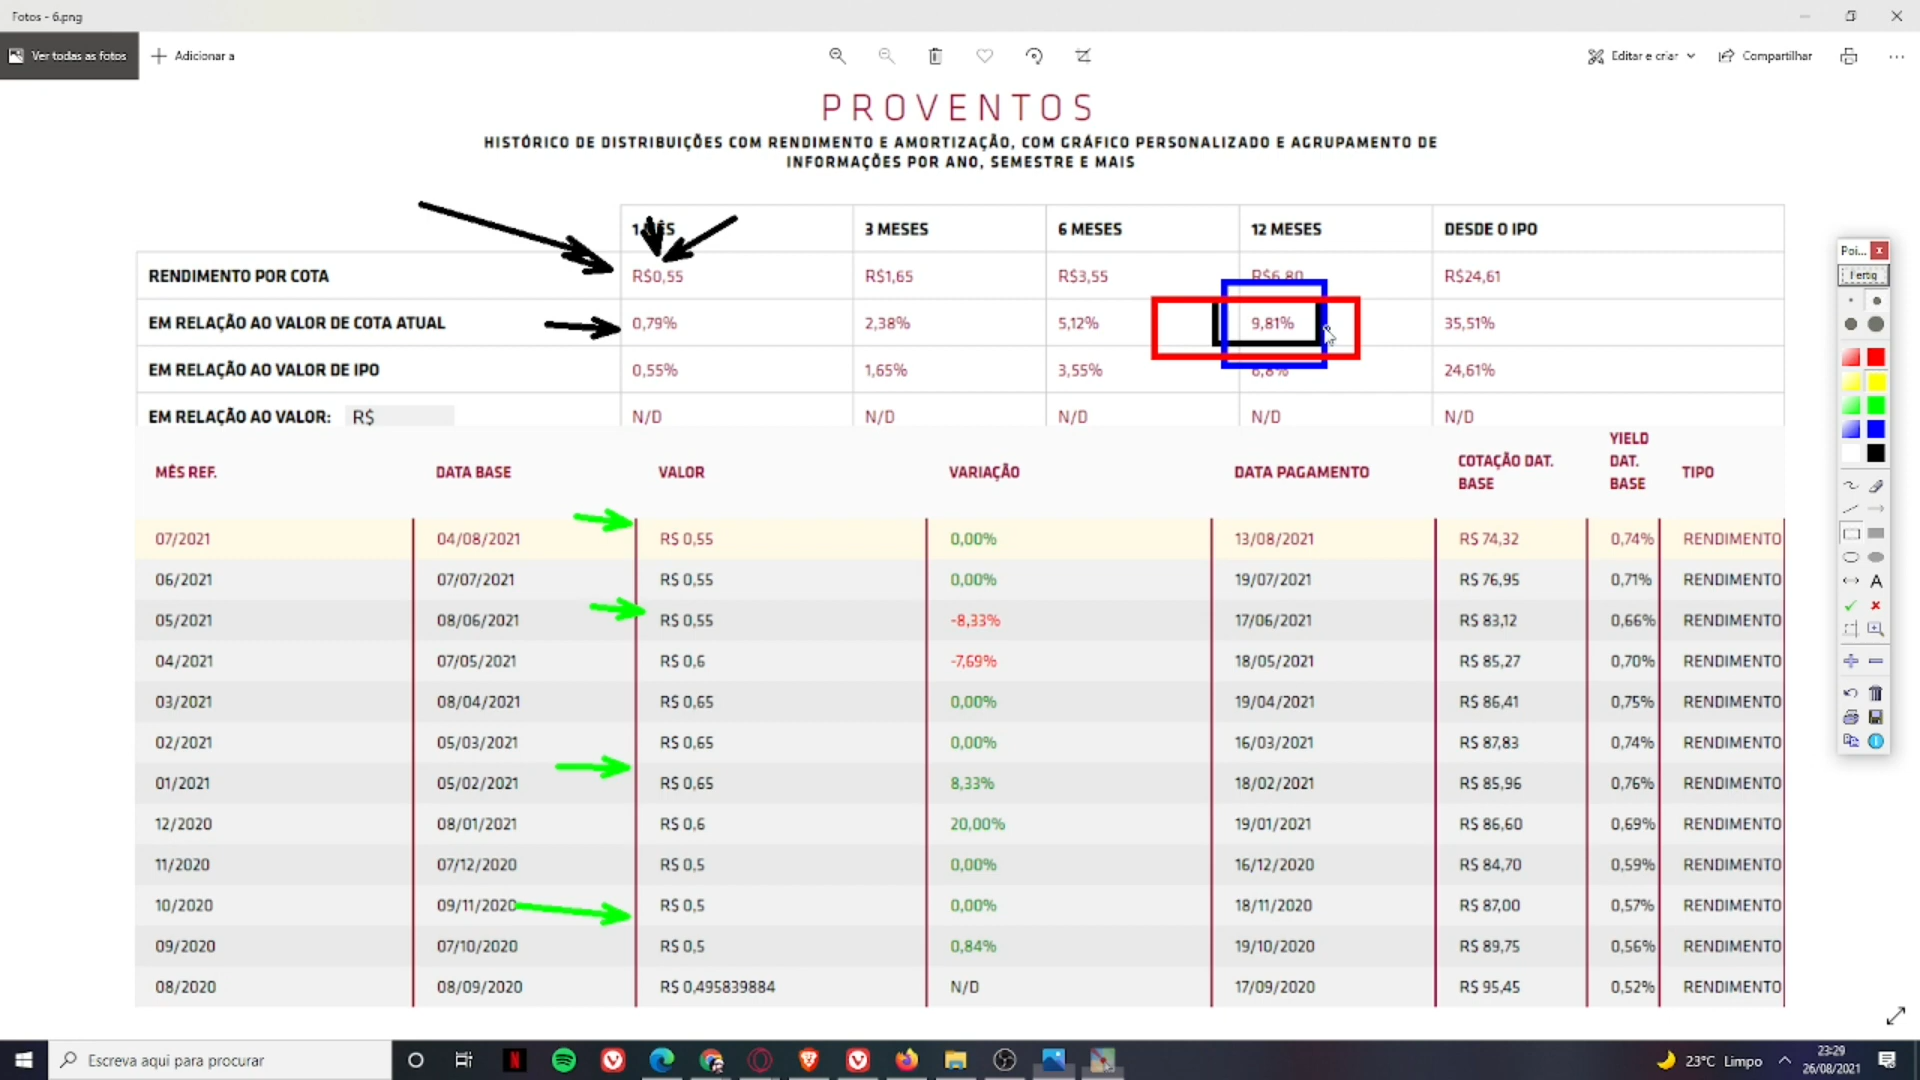 Fotos - 6.png
Ver todas as fotos
Adicionar a
Editar e criar
Compartilhar
PROVENTOS
HISTÓRICO DE DISTRIBUIÇÕES COM RENDIMENTO E AMORTIZAÇÃO, COM GRÁFICO PERSONALIZADO E AGRUPAMENTO DE
INFORMAÇÕES POR ANO, SEMESTRE E MAIS
1 MÊS 3 MESES 6 MESES 12 MESES DESDE O IPO
RENDIMENTO POR COTA R$0,55 R$1,65 R$3,55 R$6,80 R$24,61
EM RELAÇÃO AO VALOR DE COTA ATUAL 0,79% 2,38% 5,12% 9,81% 35,51%
EM RELAÇÃO AO VALOR DE IPO 0,55% 1,65% 3,55% 6,8% 24,61%
EM RELAÇÃO AO VALOR: R$ N/D N/D N/D N/D N/D
MÊS REF. DATA BASE VALOR VARIAÇÃO DATA PAGAMENTO COTAÇÃO DAT. BASE YIELD DAT. BASE TIPO
07/2021 04/08/2021 R$ 0,55 0,00% 13/08/2021 R$ 74,32 0,74% RENDIMENTO
06/2021 07/07/2021 R$ 0,55 0,00% 19/07/2021 R$ 76,95 0,71% RENDIMENTO
05/2021 08/06/2021 R$ 0,55 -8,33% 17/06/2021 R$ 83,12 0,66% RENDIMENTO
04/2021 07/05/2021 R$ 0,6 -7,69% 18/05/2021 R$ 85,27 0,70% RENDIMENTO
03/2021 08/04/2021 R$ 0,65 0,00% 19/04/2021 R$ 86,41 0,75% RENDIMENTO
02/2021 05/03/2021 R$ 0,65 0,00% 16/03/2021 R$ 87,83 0,74% RENDIMENTO
01/2021 05/02/2021 R$ 0,65 8,33% 18/02/2021 R$ 85,96 0,76% RENDIMENTO
12/2020 08/01/2021 R$ 0,6 20,00% 19/01/2021 R$ 86,60 0,69% RENDIMENTO
11/2020 07/12/2020 R$ 0,5 0,00% 16/12/2020 R$ 84,70 0,59% RENDIMENTO
10/2020 09/11/2020 R$ 0,5 0,00% 18/11/2020 R$ 87,00 0,57% RENDIMENTO
09/2020 07/10/2020 R$ 0,5 0,84% 19/10/2020 R$ 89,75 0,56% RENDIMENTO
08/2020 08/09/2020 R$ 0,495839884 N/D 17/09/2020 R$ 95,45 0,52% RENDIMENTO
Poi...
Fertig
A
Escreva aqui para procurar
23°C Limpo
23:29
26/08/2021